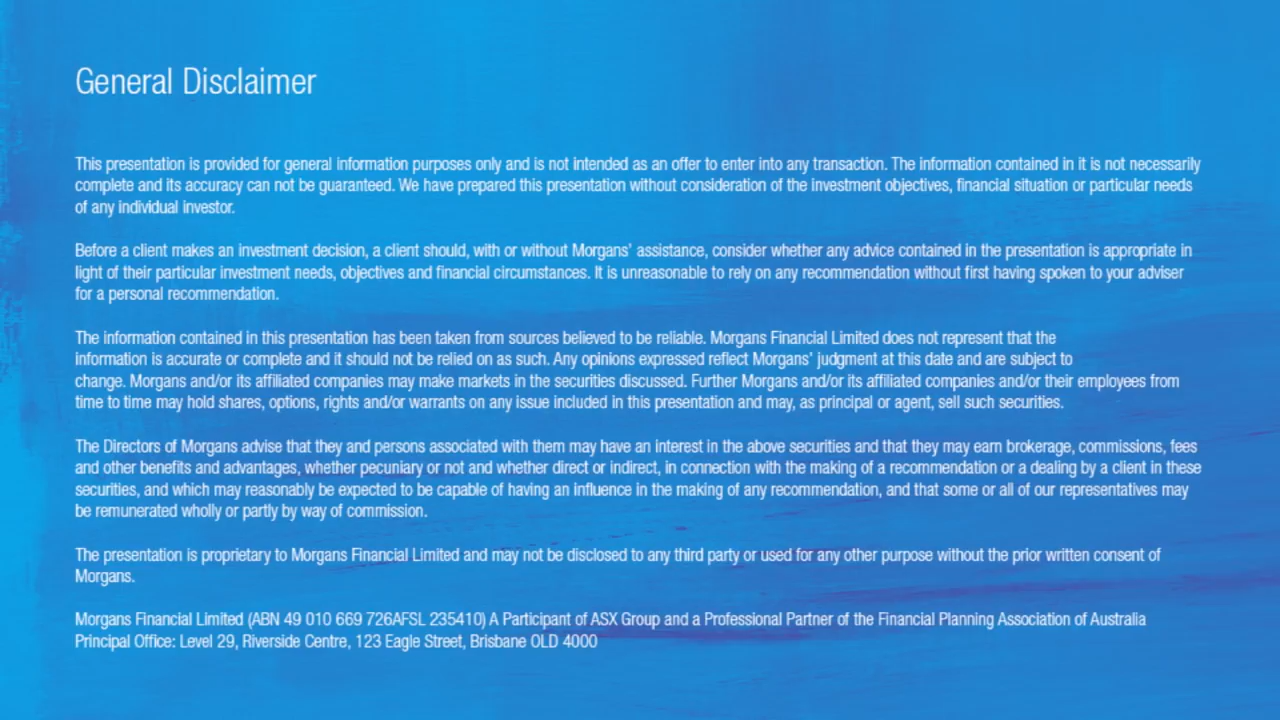 General Disclaimer
This presentation is provided for general information purposes only and is not intended as an offer to enter into any transaction. The information contained in it is not necessarily
complete and its accuracy can not be guaranteed. We have prepared this presentation without consideration of the investment objectives, financial situation or particular needs
of any individual investor.
Before a client makes an investment decision, a client should, with or without Morgans' assistance, consider whether any advice contained in the presentation is appropriate in
light of their particular investment needs, objectives and financial circumstances. It is unreasonable to rely on any recommendation without first having spoken to your adviser
for a personal recommendation.
The information contained in this presentation has been taken from sources believed to be reliable. Morgans Financial Limited does not represent that the
information is accurate or complete and it should not be relied on as such. Any opinions expressed reflect Morgans' judgment at this date and are subject to
change. Morgans and/or its affiliated companies may make markets in the securities discussed. Further Morgans and/or its affiliated companies and/or their employees from
time to time may hold shares, options, rights and/or warrants on any issue included in this presentation and may, as principal or agent, sell such securities.
The Directors of Morgans advise that they and persons associated with them may have an interest in the above securities and that they may earn brokerage, commissions, fees
and other benefits and advantages, whether pecuniary or not and whether direct or indirect, in connection with the making of a recommendation or a dealing by a client in these
securities, and which may reasonably be expected to be capable of having an influence in the making of any recommendation, and that some or all of our representatives may
be remunerated wholly or partly by way of commission.
The presentation is proprietary to Morgans Financial Limited and may not be disclosed to any third party or used for any other purpose without the prior written consent of
Morgans.
Morgans Financial Limited (ABN 49 010 669 726AFSL 235410) A Participant of ASX Group and a Professional Partner of the Financial Planning Association of Australia
Principal Office: Level 29, Riverside Centre, 123 Eagle Street, Brisbane OLD 4000